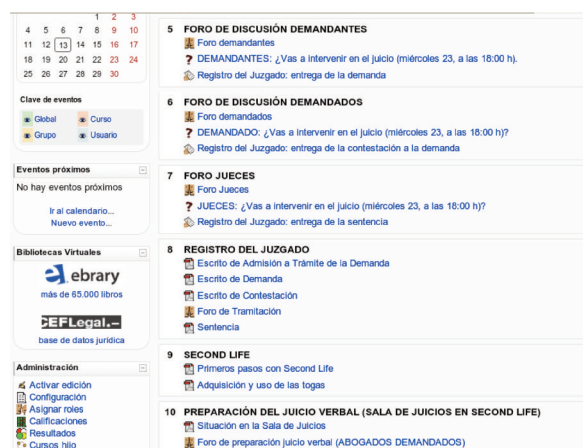 1 2 3
4 5 6 7 8 9 10
11 12 13 14 15 16 17
18 19 20 21 22 23 24
25 26 27 28 29 30
Clave de eventos
Global Curso
Grupo Usuario
Eventos próximos
No hay eventos próximos
Ir al calendario...
Nuevo evento...
Bibliotecas Virtuales
ebrary
más de 65.000 libros
CEFLegal.–
base de datos jurídica
Administración
Activar edición
Configuración
Asignar roles
Calificaciones
Resultados
Cursos hilo
5 FORO DE DISCUSIÓN DEMANDANTES
Foro demandantes
? DEMANDANTES: ¿Vas a intervenir en el juicio (miércoles 23, a las 18:00 h).
Registro del Juzgado: entrega de la demanda
6 FORO DE DISCUSIÓN DEMANDADOS
Foro demandados
? DEMANDADO: ¿Vas a intervenir en el juicio (miércoles 23, a las 18:00 h)?
Registro del Juzgado: entrega de la contestación a la demanda
7 FORO JUECES
Foro Jueces
? JUECES: ¿Vas a intervenir en el juicio (miércoles 23, a las 18:00 h)?
Registro del Juzgado: entrega de la sentencia
8 REGISTRO DEL JUZGADO
Escrito de Admisión a Trámite de la Demanda
Escrito de Demanda
Escrito de Contestación
Foro de Tramitación
Sentencia
9 SECOND LIFE
Primeros pasos con Second Life
Adquisición y uso de las togas
10 PREPARACIÓN DEL JUICIO VERBAL (SALA DE JUICIOS EN SECOND LIFE)
Situación en la Sala de Juicios
Foro de preparación juicio verbal (ABOGADOS DEMANDADOS)